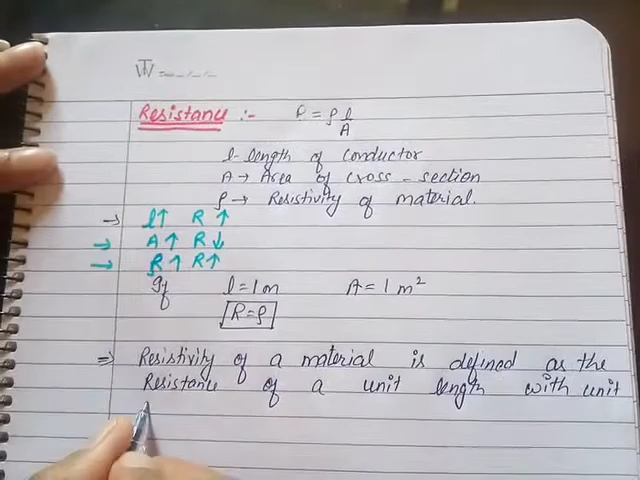 Resistance :- R = ρ l/A
l - length of conductor
A → Area of cross-section
ρ → Resistivity of material.
→ l↑ R ↑
→ A ↑ R↓
→ ρ ↑ R↑
If l = 1 m A = 1 m²
R = ρ
⇒ Resistivity of a material is defined as the
Resistance of a unit length with unit